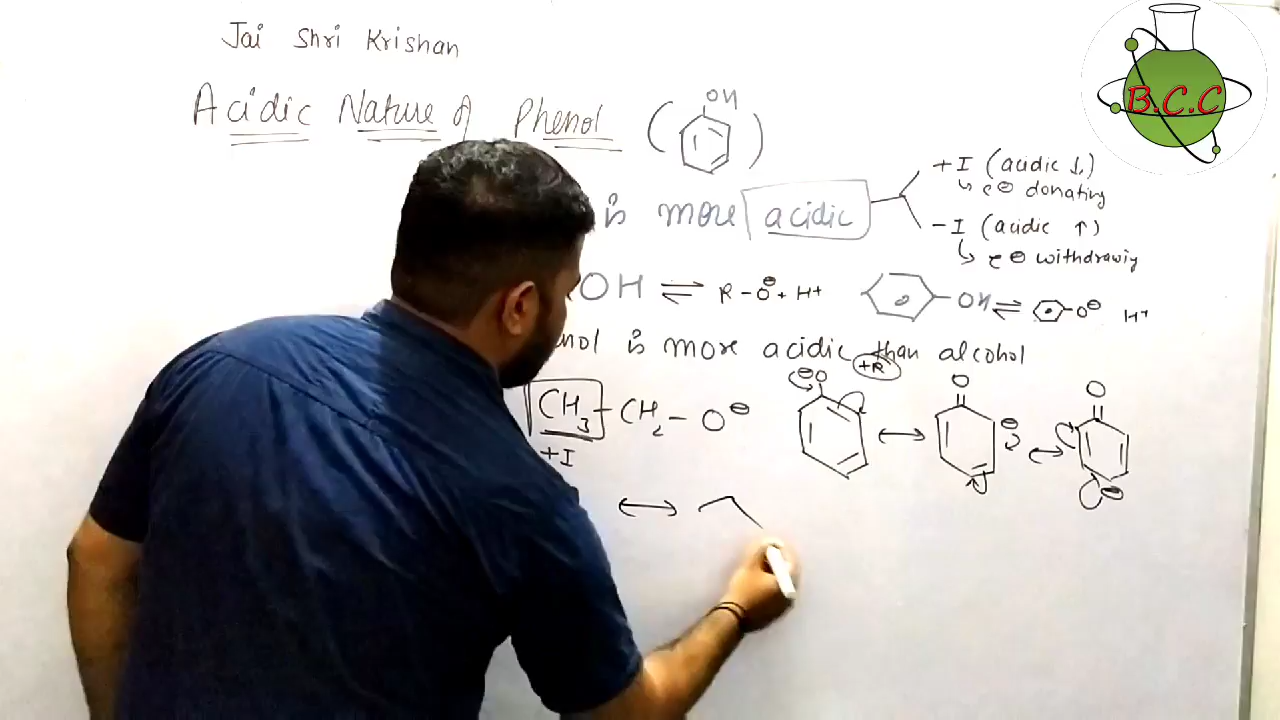 Jai Shri Krishan
B.C.C
Acidic Nature of Phenol ( OH )
is more acidic
+I (acidic ↓)
↳ e⊖ donating
-I (acidic ↑)
↳ e⊖ withdrawig
OH ⇌ R-O⊖ + H+
OH ⇌ O⊖ H+
nol is more acidic than alcohol
+R
CH3-CH2-O⊖
+I
⊖O ↔ O ⊖ ↔ O ⊖
↔